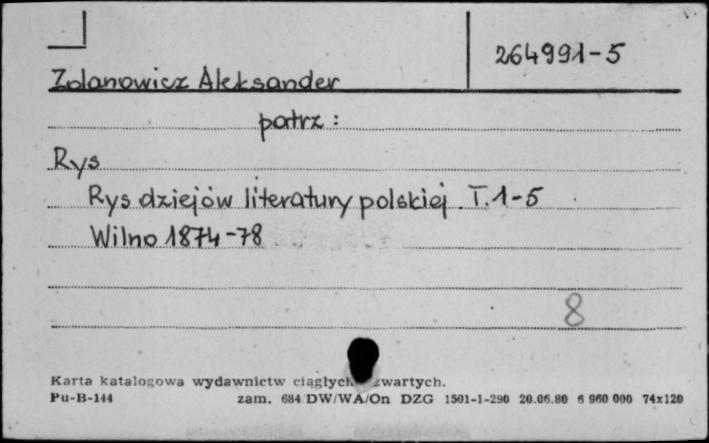 264991-5
Zdanowicz Aleksander
patrz:
Rys
Rys dziejów literatury polskiej. T. 1-5
Wilno 1874-78
8
Karta katalogowa wydawnictw ciągłych zwartych.
Pu-B-144 zam. 684/DW/WA/On DZG 1501-1-290 20.06.80 6 960 000 74x120